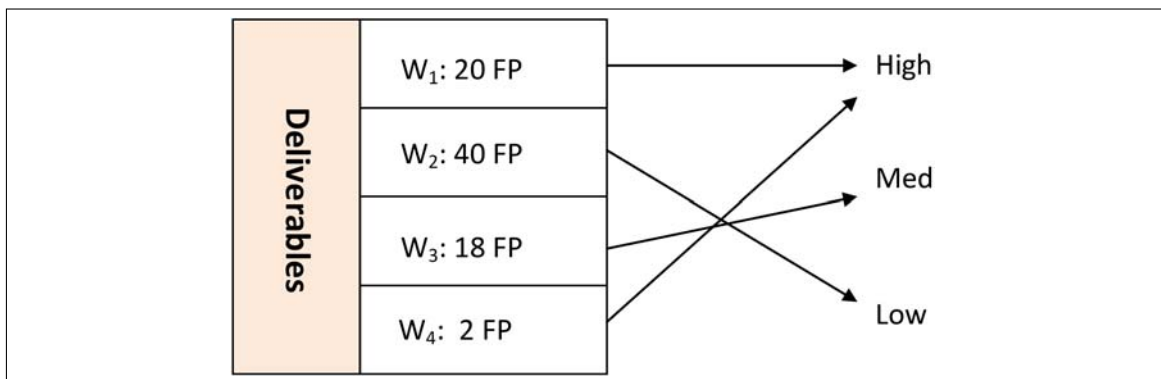 Deliverables
W₁: 20 FP
W₂: 40 FP
W₃: 18 FP
W₄: 2 FP
High
Med
Low